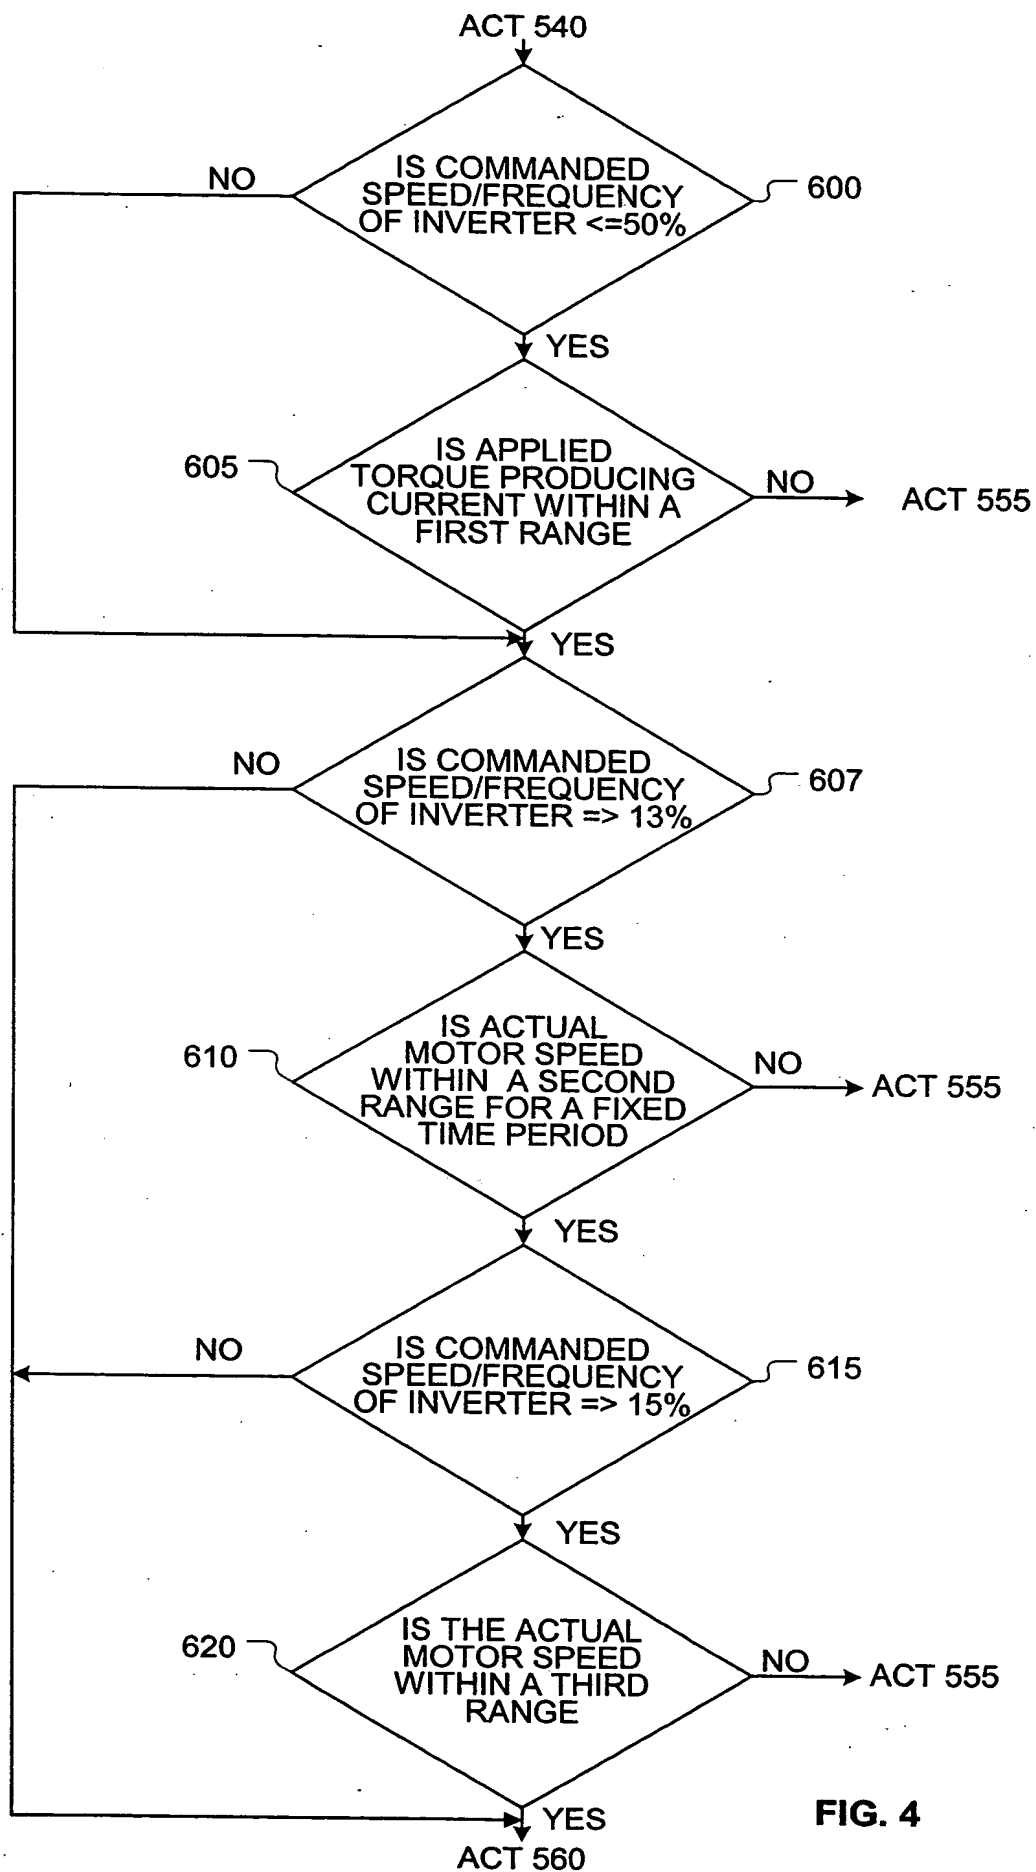 ACT 540
IS COMMANDED
SPEED/FREQUENCY
OF INVERTER <=50%
NO
600
YES
IS APPLIED
TORQUE PRODUCING
CURRENT WITHIN A
FIRST RANGE
605
NO
ACT 555
YES
IS COMMANDED
SPEED/FREQUENCY
OF INVERTER => 13%
NO
607
YES
IS ACTUAL
MOTOR SPEED
WITHIN A SECOND
RANGE FOR A FIXED
TIME PERIOD
610
NO
ACT 555
YES
IS COMMANDED
SPEED/FREQUENCY
OF INVERTER => 15%
NO
615
YES
IS THE ACTUAL
MOTOR SPEED
WITHIN A THIRD
RANGE
620
NO
ACT 555
YES
ACT 560
FIG. 4